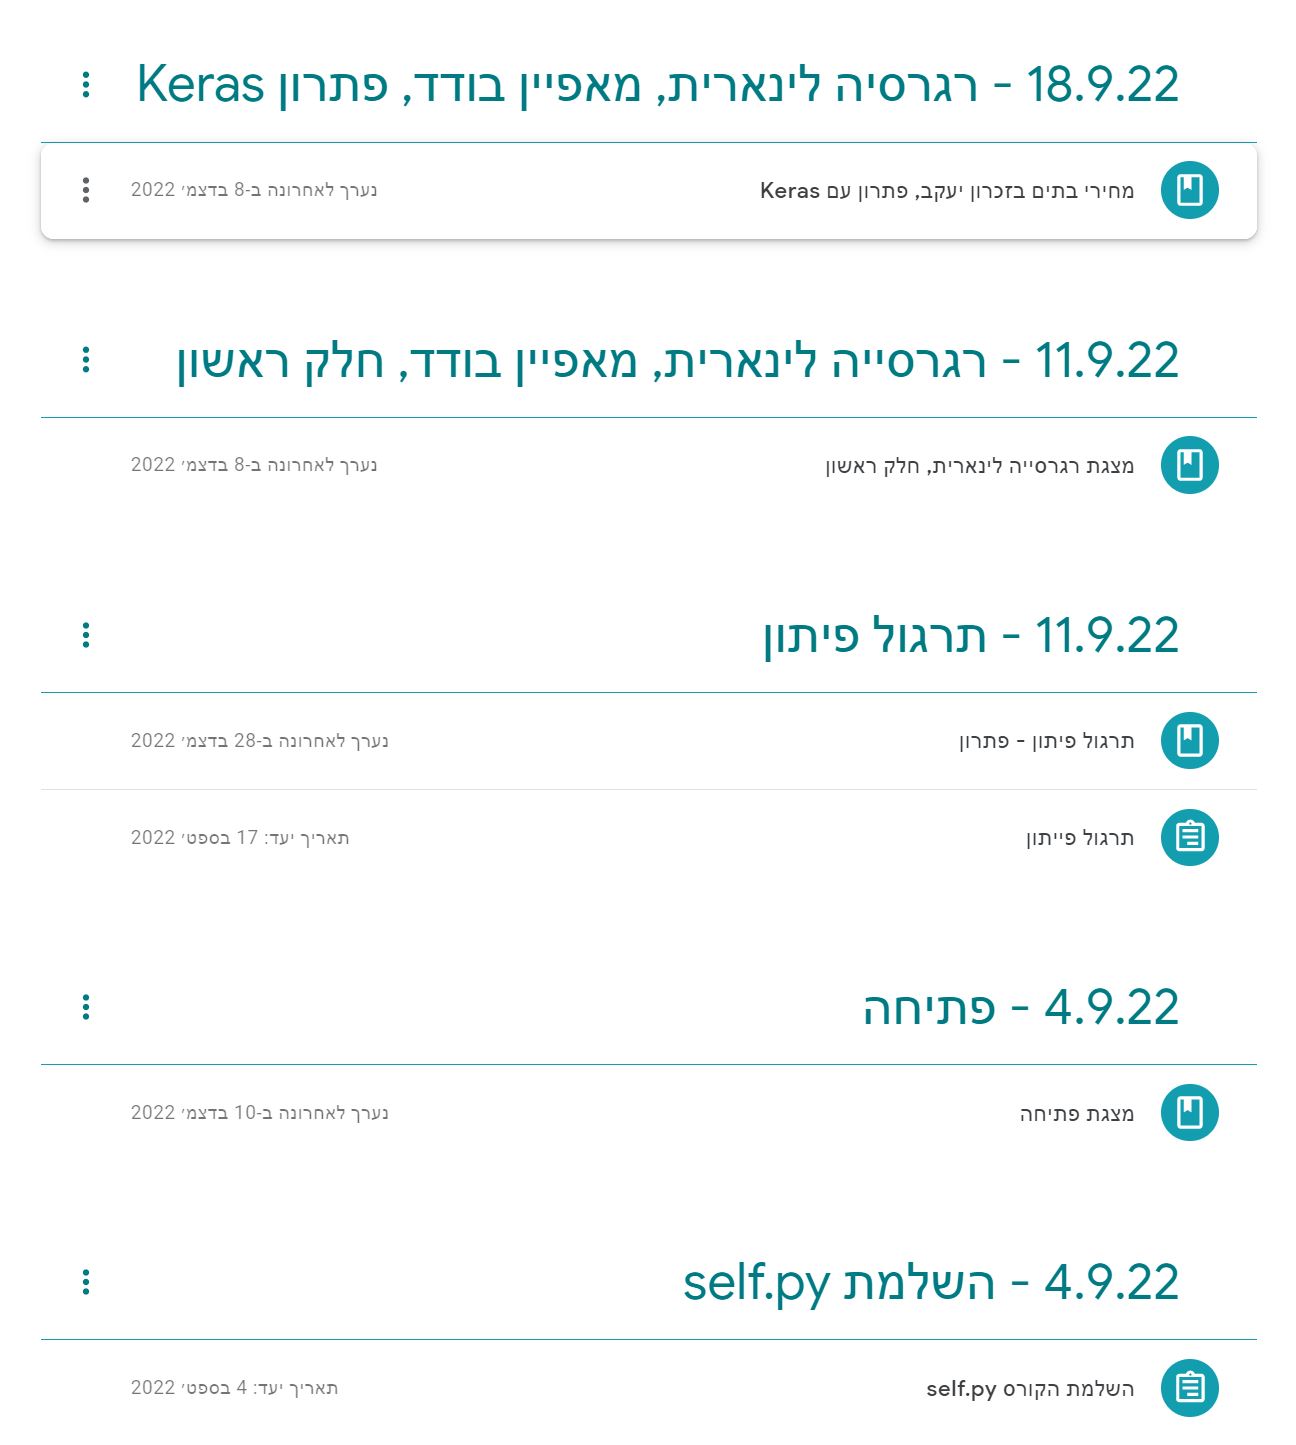 18.9.22 - רגרסיה לינארית, מאפיין בודד, פתרון Keras
מחירי בתים בזכרון יעקב, פתרון עם Keras
נערך לאחרונה ב-8 בדצמ׳ 2022
11.9.22 - רגרסייה לינארית, מאפיין בודד, חלק ראשון
מצגת רגרסייה לינארית, חלק ראשון
נערך לאחרונה ב-8 בדצמ׳ 2022
11.9.22 - תרגול פיתון
תרגול פיתון - פתרון
נערך לאחרונה ב-28 בדצמ׳ 2022
תרגול פייתון
תאריך יעד: 17 בספט׳ 2022
4.9.22 - פתיחה
מצגת פתיחה
נערך לאחרונה ב-10 בדצמ׳ 2022
4.9.22 - השלמת self.py
השלמת הקורס self.py
תאריך יעד: 4 בספט׳ 2022